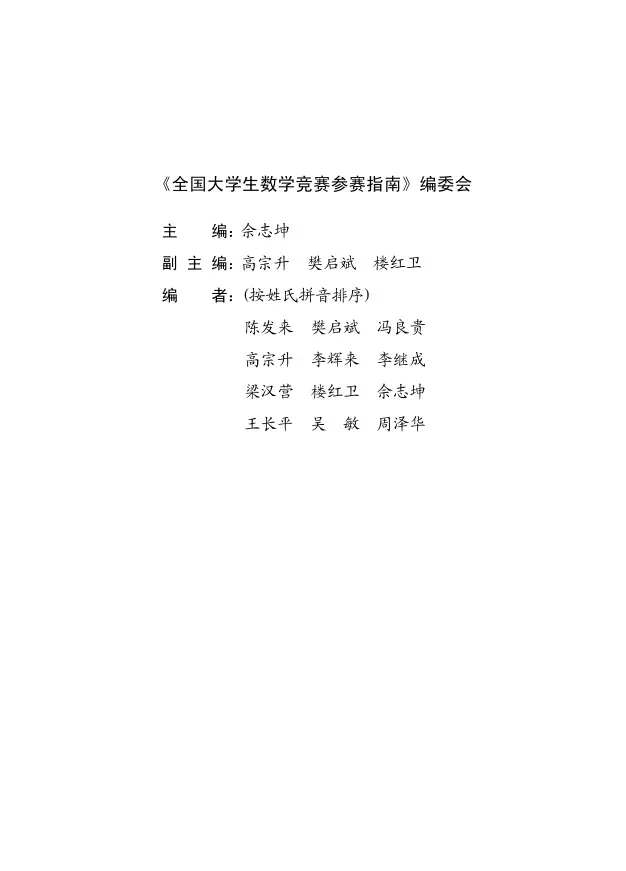 《全国大学生数学竞赛参赛指南》编委会
主 编：佘志坤
副 主 编：高宗升 樊启斌 楼红卫
编 者：(按姓氏拼音排序)
陈发来 樊启斌 冯良贵
高宗升 李辉来 李继成
梁汉营 楼红卫 佘志坤
王长平 吴 敏 周泽华